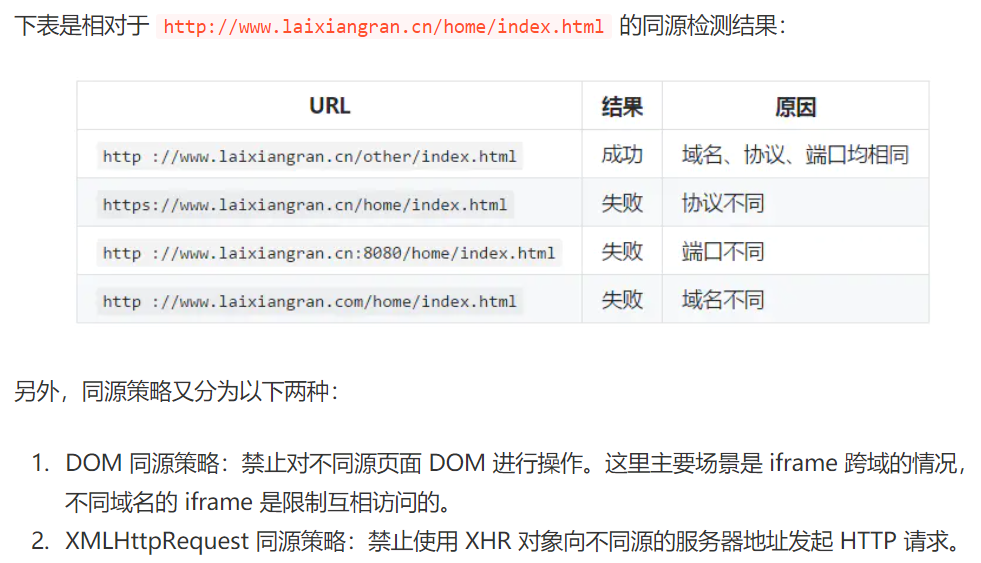 下表是相对于 http://www.laixiangran.cn/home/index.html 的同源检测结果：
URL 结果 原因
http ://www.laixiangran.cn/other/index.html 成功 域名、协议、端口均相同
https://www.laixiangran.cn/home/index.html 失败 协议不同
http ://www.laixiangran.cn:8080/home/index.html 失败 端口不同
http ://www.laixiangran.com/home/index.html 失败 域名不同
另外，同源策略又分为以下两种：
1. DOM 同源策略：禁止对不同源页面 DOM 进行操作。这里主要场景是 iframe 跨域的情况，
不同域名的 iframe 是限制互相访问的。
2. XMLHttpRequest 同源策略：禁止使用 XHR 对象向不同源的服务器地址发起 HTTP 请求。